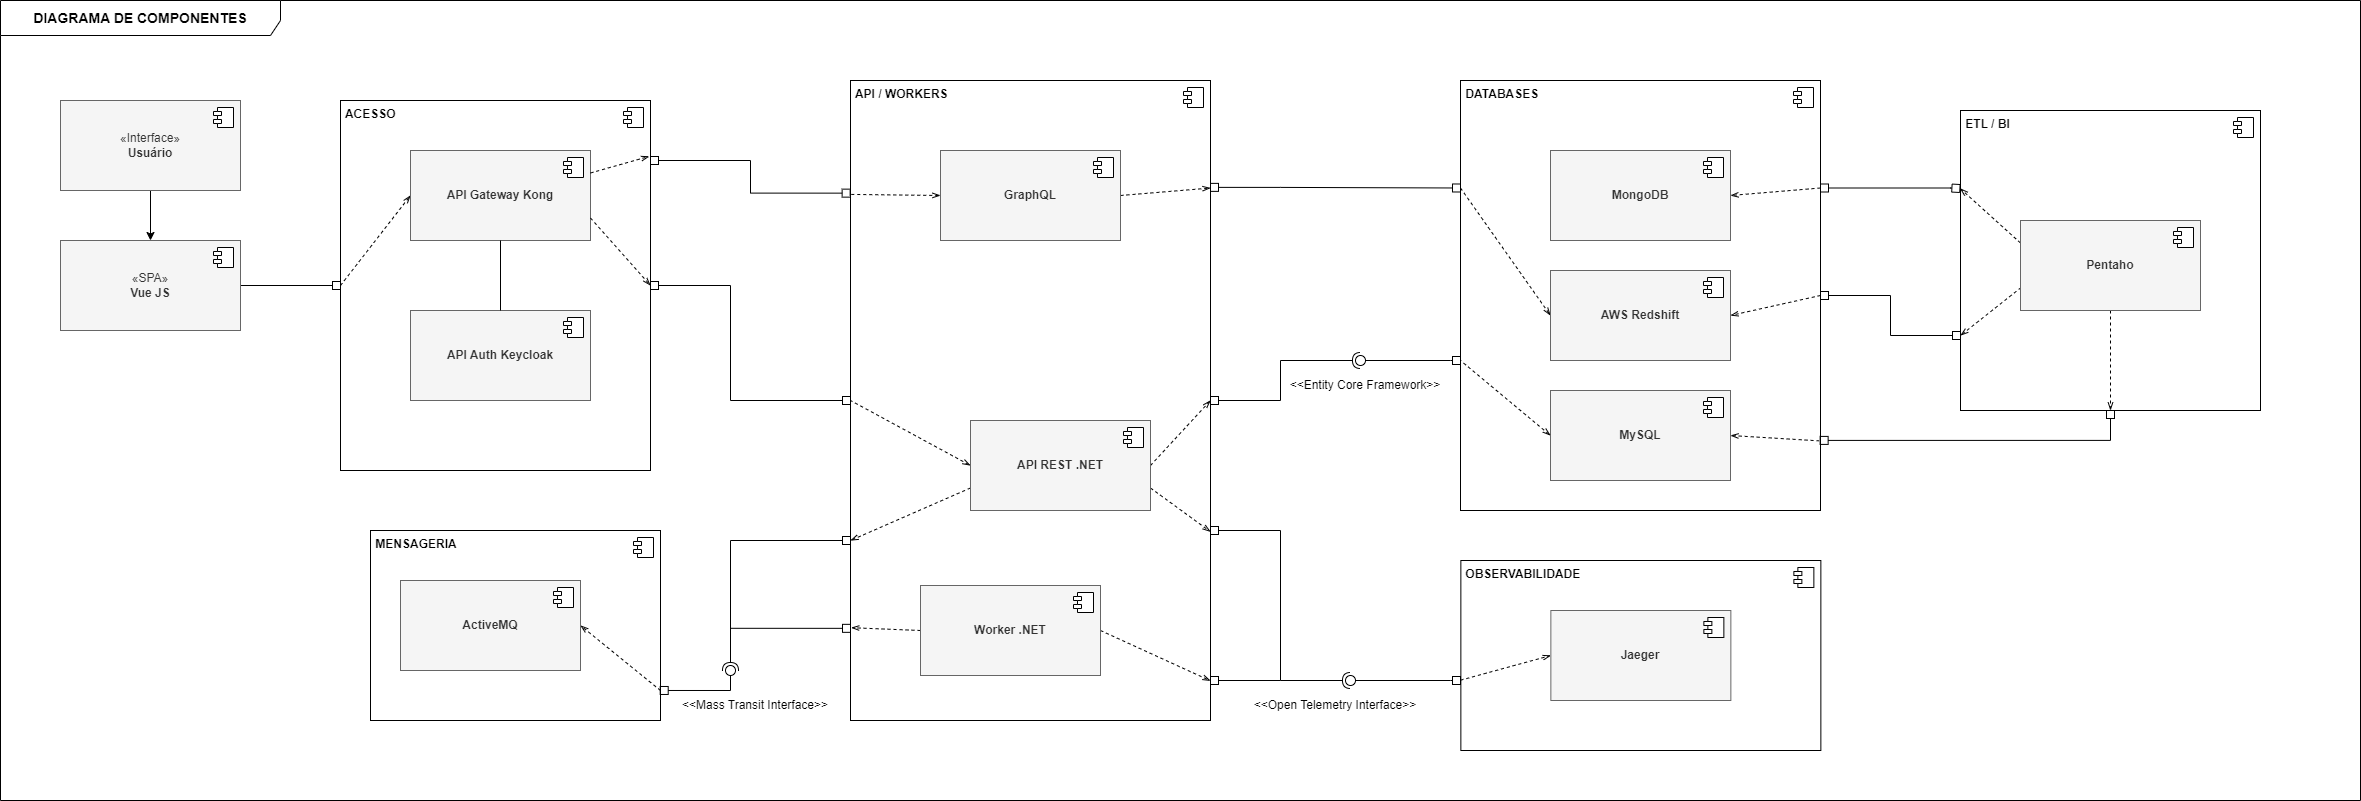 DIAGRAMA DE COMPONENTES
«Interface»
Usuário
«SPA»
Vue JS
ACESSO
API Gateway Kong
API Auth Keycloak
MENSAGERIA
ActiveMQ
<<Mass Transit Interface>>
API / WORKERS
GraphQL
API REST .NET
Worker .NET
<<Entity Core Framework>>
<<Open Telemetry Interface>>
DATABASES
MongoDB
AWS Redshift
MySQL
OBSERVABILIDADE
Jaeger
ETL / BI
Pentaho